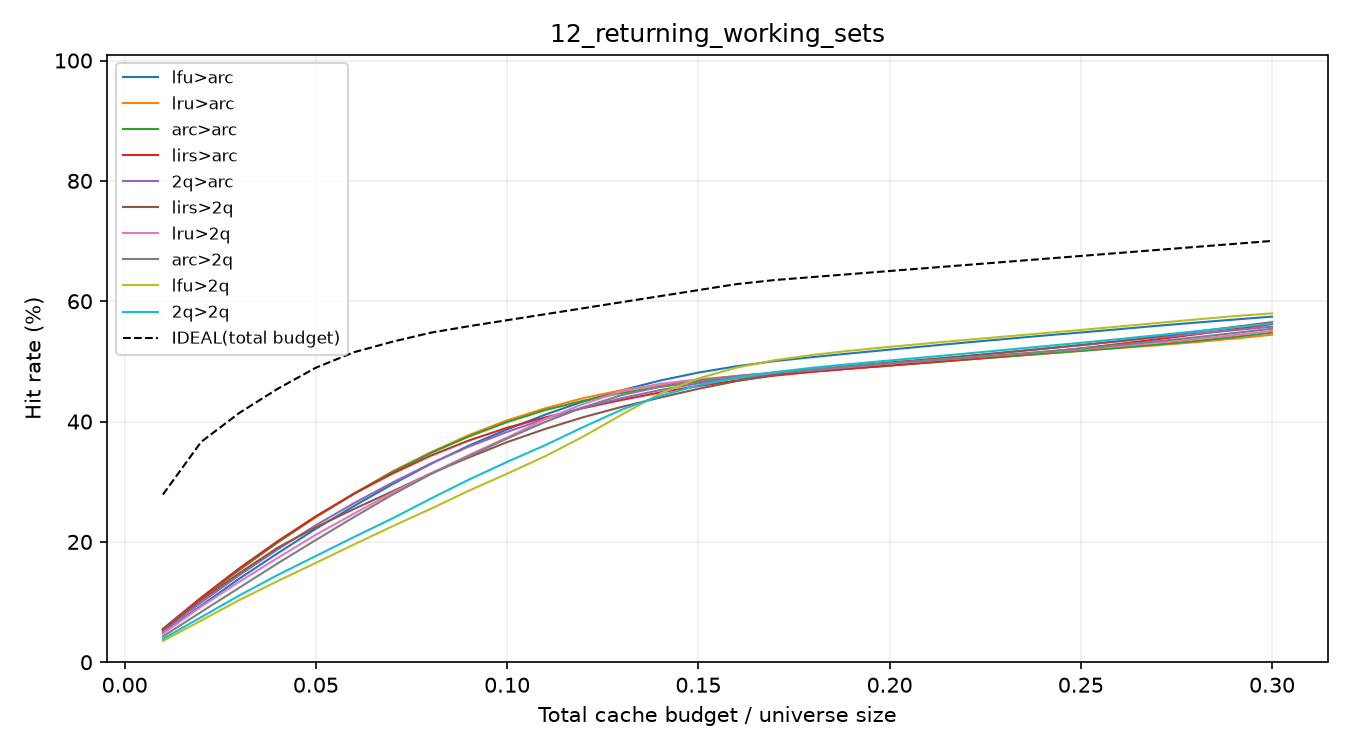 12_returning_working_sets
Hit rate (%)
100
80
60
40
20
0
lfu>arc
lru>arc
arc>arc
lirs>arc
2q>arc
lirs>2q
lru>2q
arc>2q
lfu>2q
2q>2q
IDEAL(total budget)
0.00 0.05 0.10 0.15 0.20 0.25 0.30
Total cache budget / universe size